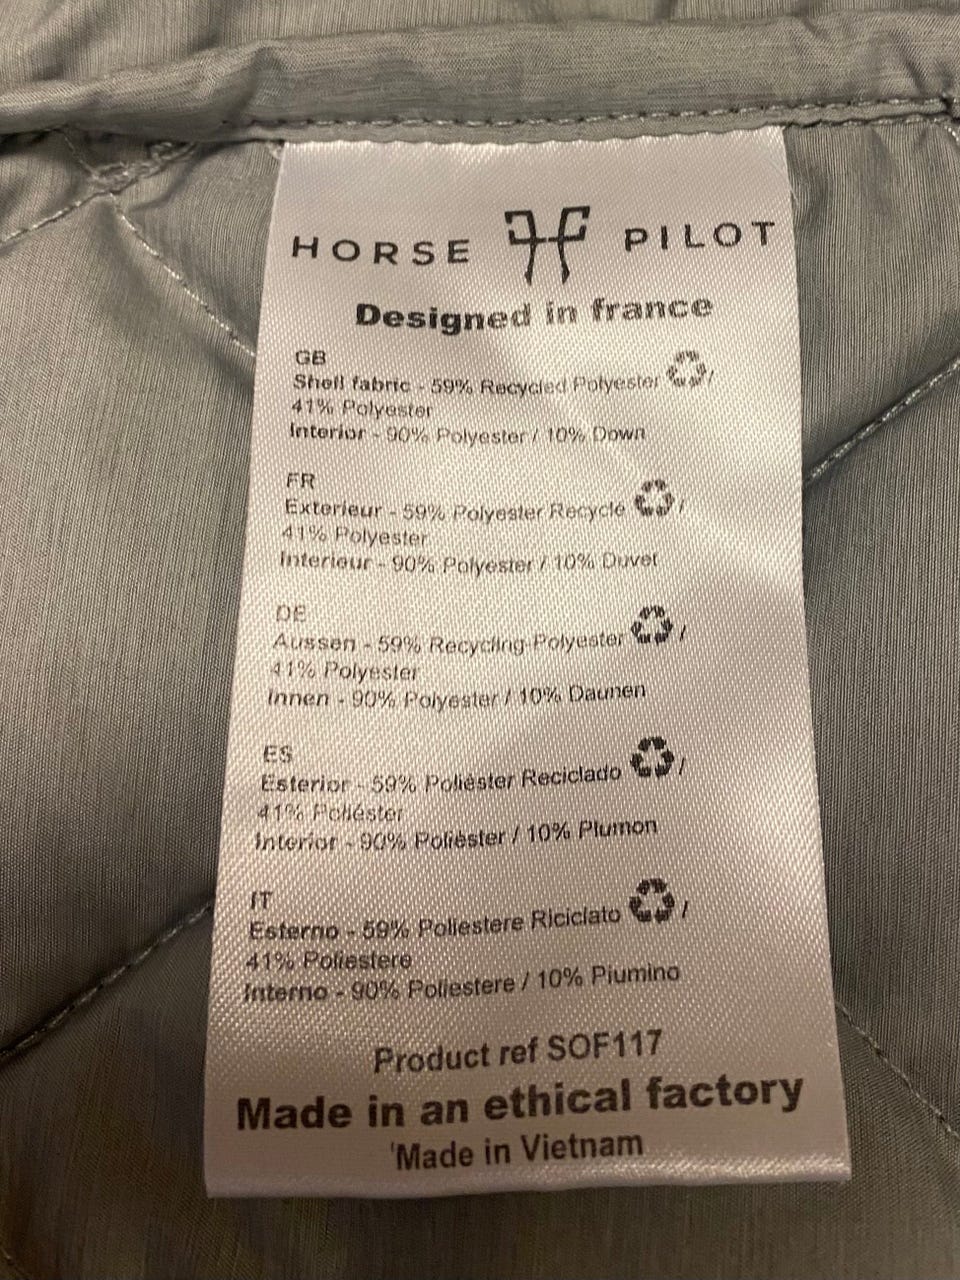 HORSE PILOT
Designed in france
GB
Shell fabric - 59% Recycled Polyester /
41% Polyester
Interior - 90% Polyester / 10% Down
FR
Exterieur - 59% Polyester Recycle /
41% Polyester
Interieur - 90% Polyester / 10% Duvet
DE
Aussen - 59% Recycling-Polyester /
41% Polyester
Innen - 90% Polyester / 10% Daunen
ES
Esterior - 59% Poliéster Reciclado /
41% Poliéster
Interior - 90% Poliéster / 10% Plumon
IT
Esterno - 59% Poliestere Riciclato /
41% Poliestere
Interno - 90% Poliestere / 10% Piumino
Product ref SOF117
Made in an ethical factory
'Made in Vietnam